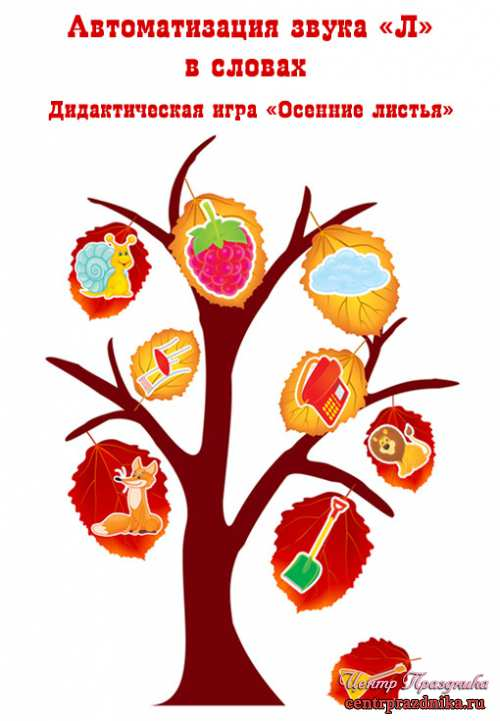 Автоматизация звука «Л»
в словах
Дидактическая игра «Осенние листья»
Центр Праздника
centrprazdnika.ru